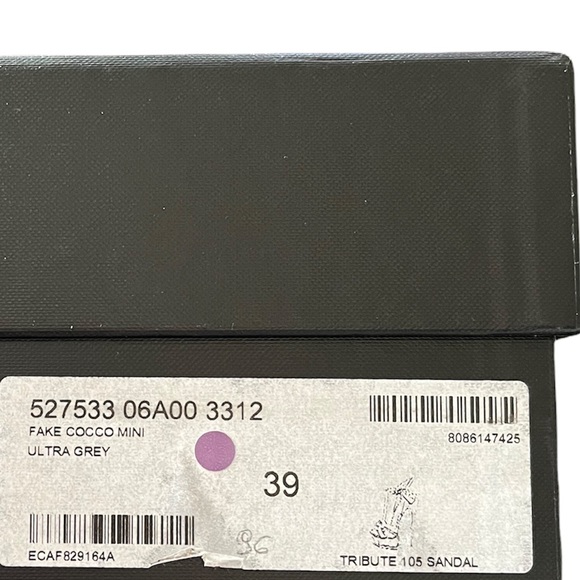 527533 06A00 3312
FAKE COCCO MINI
8086147425
ULTRA GREY
39
ECAF829164A
TRIBUTE 105 SANDAL